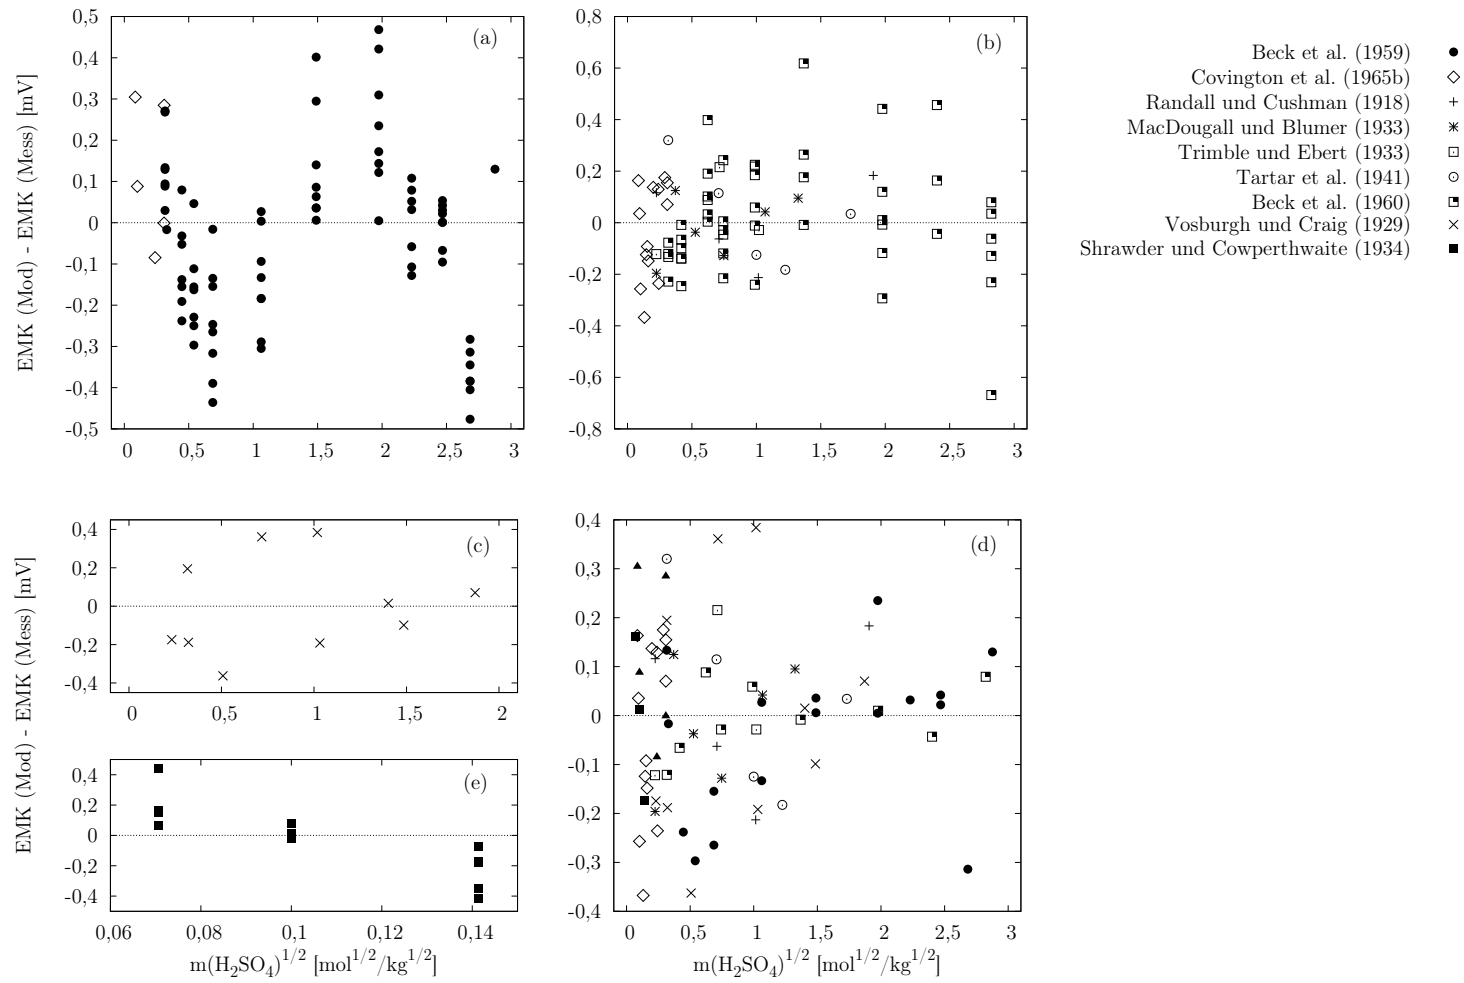 EMK (Mod) - EMK (Mess) [mV]
0,5
0,4
0,3
0,2
0,1
0
-0,1
-0,2
-0,3
-0,4
-0,5
0 0,5 1 1,5 2 2,5 3
(a)
0,8
0,6
0,4
0,2
0
-0,2
-0,4
-0,6
-0,8
0 0,5 1 1,5 2 2,5 3
(b)
Beck et al. (1959)
Covington et al. (1965b)
Randall und Cushman (1918)
MacDougall und Blumer (1933)
Trimble und Ebert (1933)
Tartar et al. (1941)
Beck et al. (1960)
Vosburgh und Craig (1929)
Shrawder und Cowperthwaite (1934)
EMK (Mod) - EMK (Mess) [mV]
0,4
0,2
0
-0,2
-0,4
0 0,5 1 1,5 2
(c)
0,4
0,2
0
-0,2
-0,4
0,06 0,08 0,1 0,12 0,14
(e)
m(H₂SO₄)^1/2 [mol^1/2/kg^1/2]
0,4
0,3
0,2
0,1
0
-0,1
-0,2
-0,3
-0,4
0 0,5 1 1,5 2 2,5 3
(d)
m(H₂SO₄)^1/2 [mol^1/2/kg^1/2]